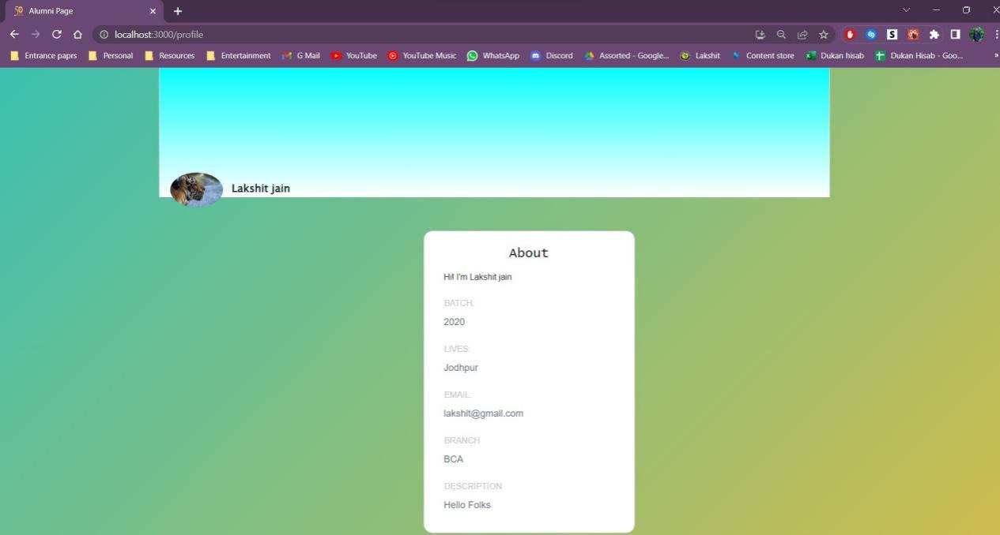 Alumni Page
localhost:3000/profile
Entrance paprs Personal Resources Entertainment G Mail YouTube YouTube Music WhatsApp Discord Assorted - Google... Lakshit Content store Dukan hisab Dukan Hisab - Goo... »
Lakshit jain
About
Hi! I'm Lakshit jain
BATCH:
2020
LIVES:
Jodhpur
EMAIL:
lakshit@gmail.com
BRANCH
BCA
DESCRIPTION
Hello Folks